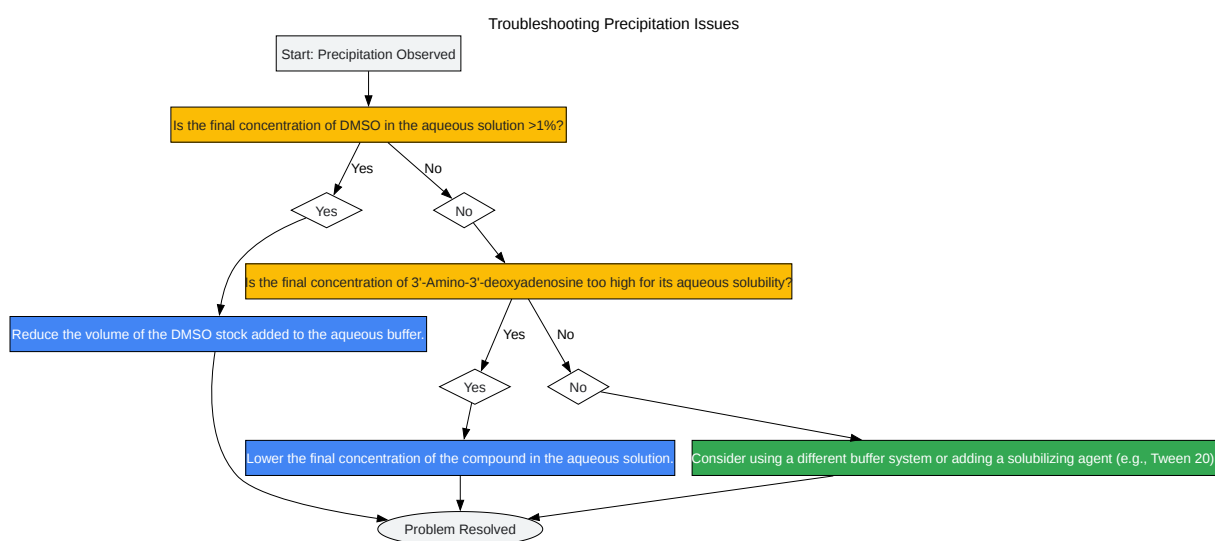 Troubleshooting Precipitation Issues
Start: Precipitation Observed
Is the final concentration of DMSO in the aqueous solution >1%?
Yes
No
Yes
No
Is the final concentration of 3'-Amino-3'-deoxyadenosine too high for its aqueous solubility?
Reduce the volume of the DMSO stock added to the aqueous buffer.
Yes
No
Yes
No
Lower the final concentration of the compound in the aqueous solution.
Consider using a different buffer system or adding a solubilizing agent (e.g., Tween 20)
Problem Resolved